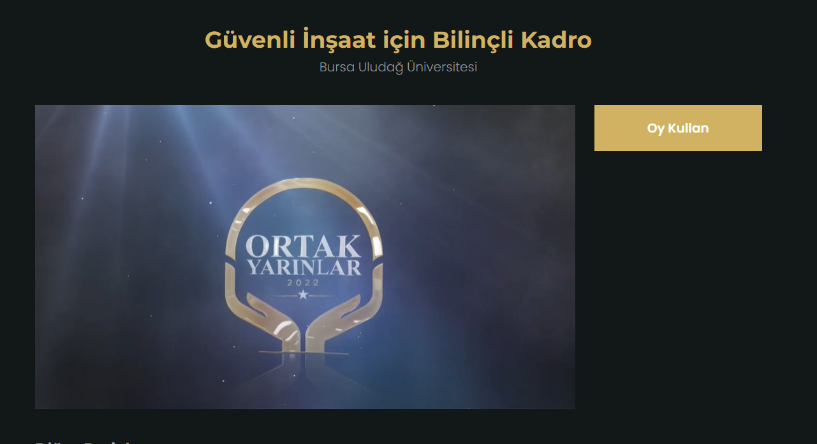 Güvenli İnşaat için Bilinçli Kadro
Bursa Uludağ Üniversitesi
Oy Kullan
ORTAK
YARINLAR
2022